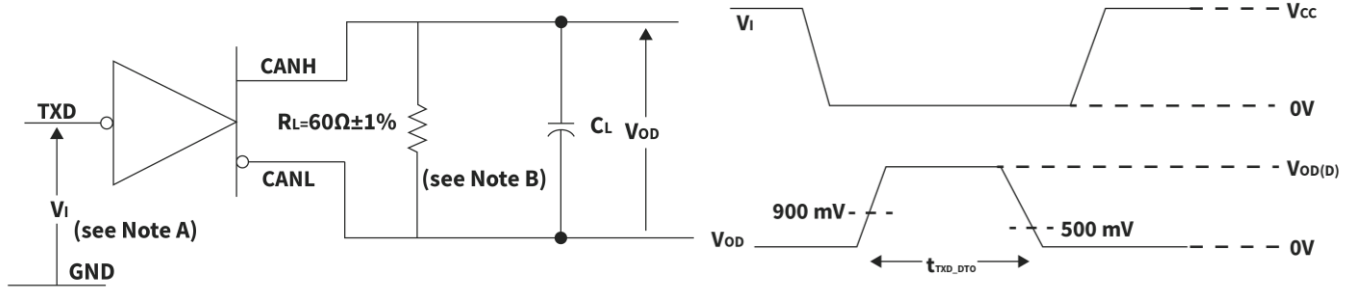 CANH
TXD
RL=60Ω±1%
CL
VOD
CANL
(see Note B)
VI
(see Note A)
GND
VI
VCC
0V
VOD(D)
900 mV
500 mV
VOD
0V
tTXD_DTO